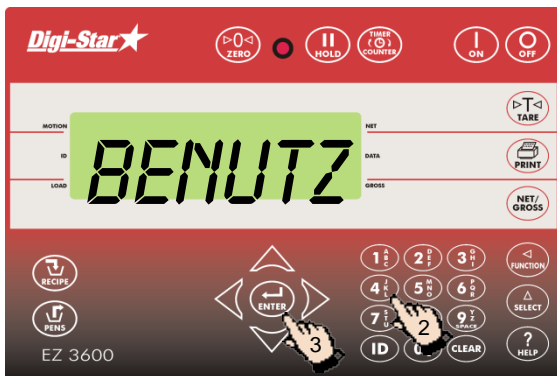 Digi-Star
▷0◁ ZERO
HOLD
TIMER COUNTER
ON
OFF
▷T◁ TARE
MOTION
NET
ID
BENUTZ
DATA
PRINT
LOAD
GROSS
NET/
GROSS
1 A B C
2 D E F
3 G H I
FUNCTION
RECIPE
ENTER
4 J K L
5 M N O
6 P Q R
SELECT
PENS
3
7 S T U
2
9 Y Z SPACE
EZ 3600
ID
0
CLEAR
? HELP